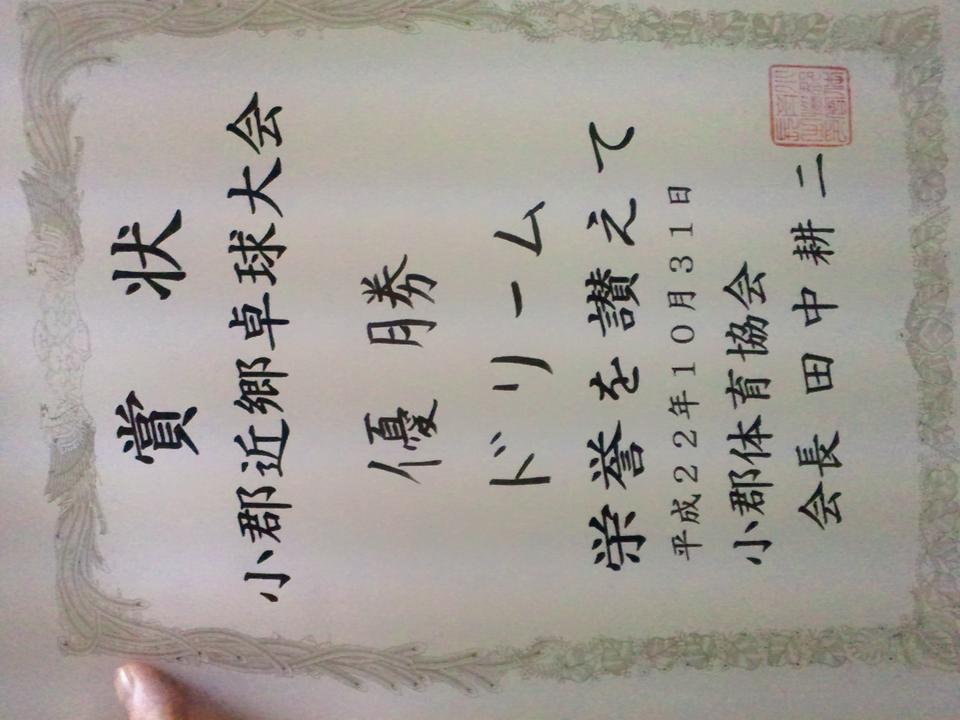 賞状
小郡近郷卓球大会
優勝
ドリーム
栄誉を讃えて
平成22年10月31日
小郡体育協会
会長 田中耕二